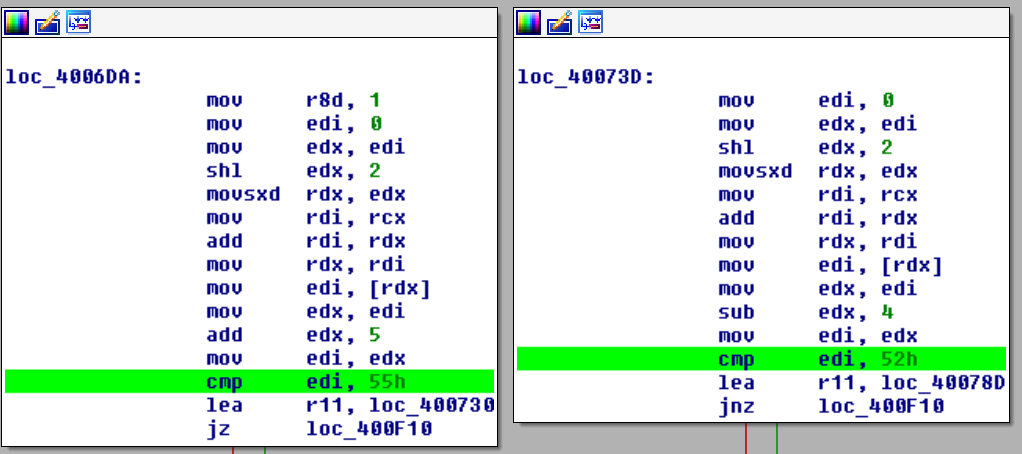 loc_4006DA:
mov r8d, 1
mov edi, 0
mov edx, edi
shl edx, 2
movsxd rdx, edx
mov rdi, rcx
add rdi, rdx
mov rdx, rdi
mov edi, [rdx]
mov edx, edi
add edx, 5
mov edi, edx
cmp edi, 55h
lea r11, loc_400730
jz loc_400F10
loc_40073D:
mov edi, 0
mov edx, edi
shl edx, 2
movsxd rdx, edx
mov rdi, rcx
add rdi, rdx
mov rdx, rdi
mov edi, [rdx]
mov edx, edi
sub edx, 4
mov edi, edx
cmp edi, 52h
lea r11, loc_40078D
jnz loc_400F10